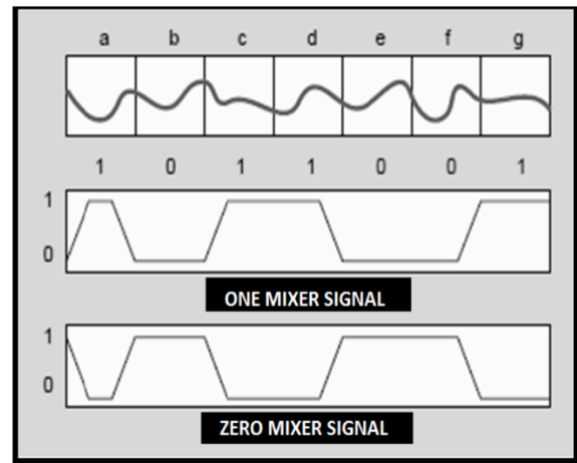 a b c d e f g
1 0 1 1 0 0 1
1
0
ONE MIXER SIGNAL
1
0
ZERO MIXER SIGNAL